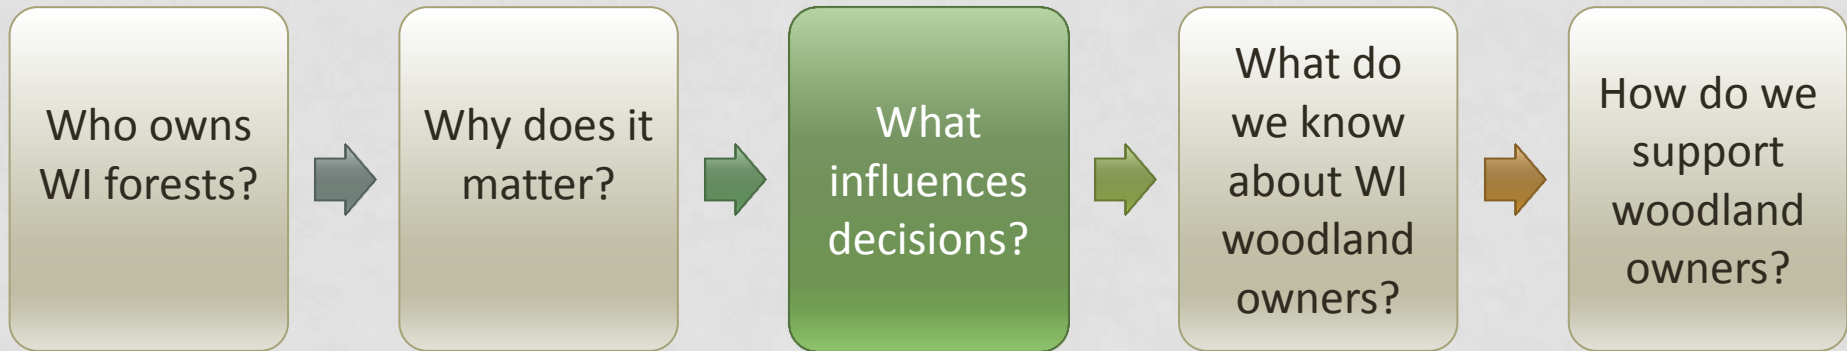 Who owns
WI forests?
Why does it
matter?
What
influences
decisions?
What do
we know
about WI
woodland
owners?
How do we
support
woodland
owners?